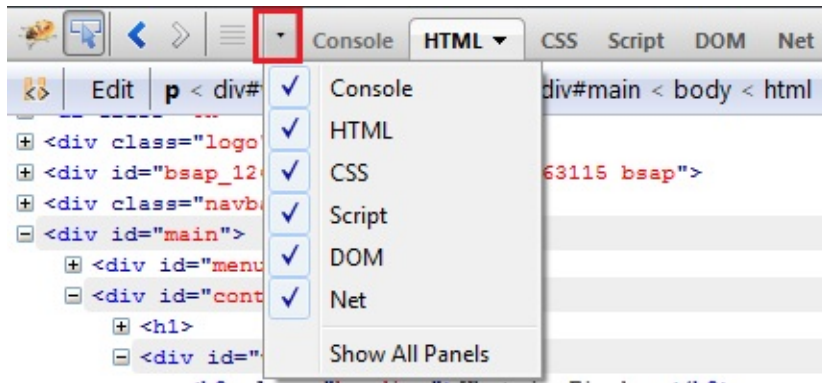 Console HTML CSS Script DOM Net
Edit p < div# div#main < body < html
Console
<div class="logo"
HTML
<div id="bsap_12 63115 bsap">
CSS
<div class="navb
Script
<div id="main">
DOM
<div id="menu
Net
<div id="cont
<h1>
Show All Panels
<div id="